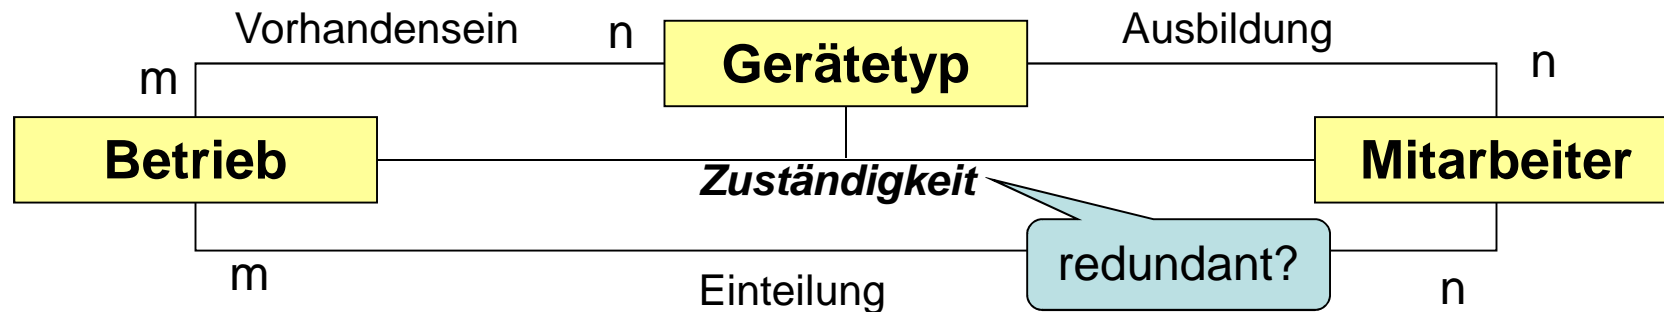 Vorhandensein
n
Gerätetyp
Ausbildung
n
m
Betrieb
Zuständigkeit
Mitarbeiter
redundant?
m
Einteilung
n